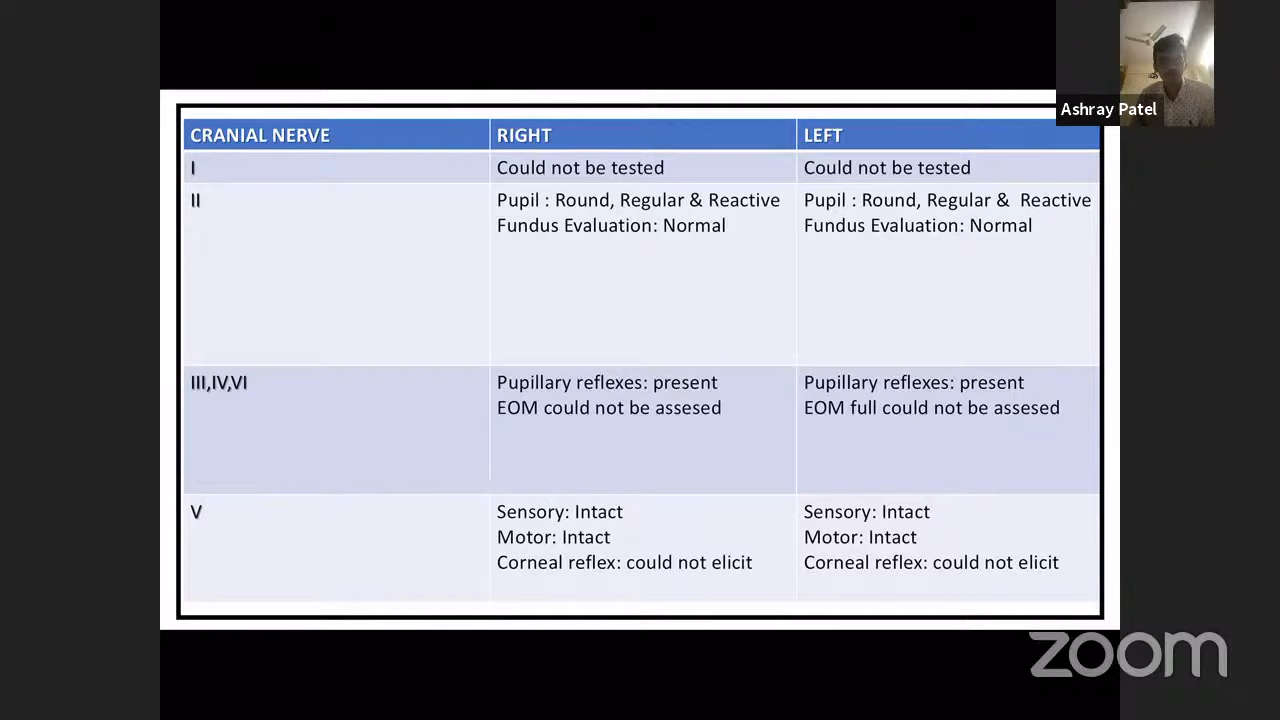 CRANIAL NERVE RIGHT LEFT
I Could not be tested Could not be tested
II Pupil : Round, Regular & Reactive Pupil : Round, Regular & Reactive
Fundus Evaluation: Normal Fundus Evaluation: Normal
III,IV,VI Pupillary reflexes: present Pupillary reflexes: present
EOM could not be assesed EOM full could not be assesed
V Sensory: Intact Sensory: Intact
Motor: Intact Motor: Intact
Corneal reflex: could not elicit Corneal reflex: could not elicit
Ashray Patel
zoom